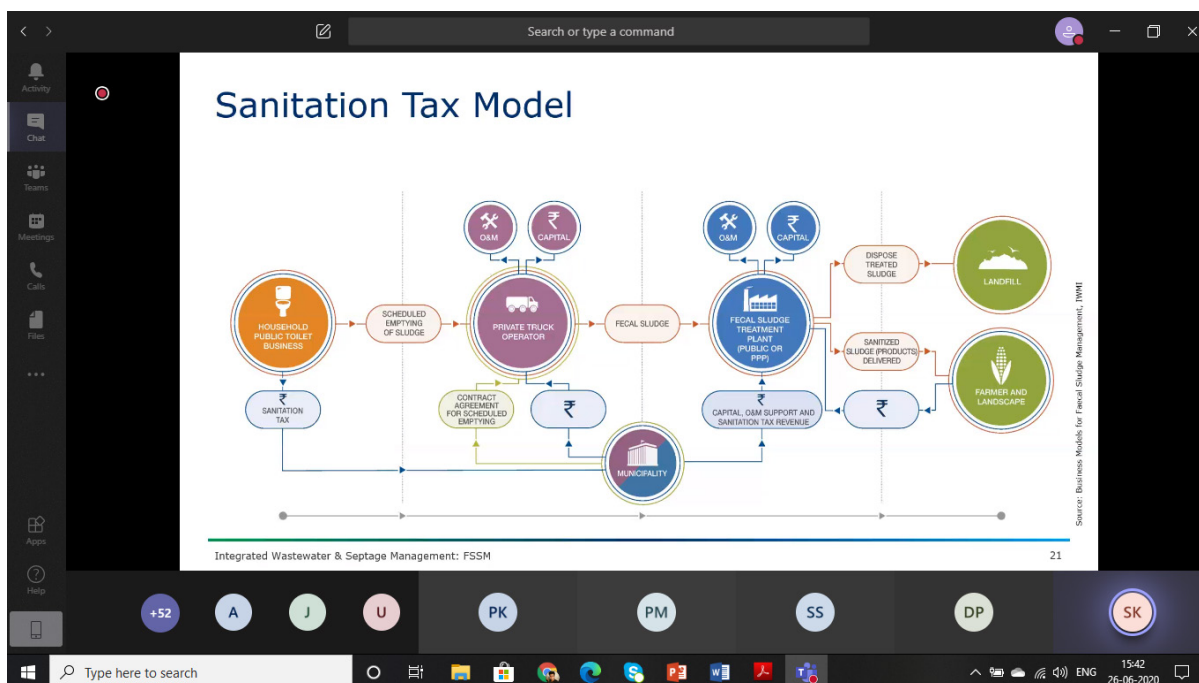 Search or type a command
Activity
Chat
Teams
Meetings
Calls
Files
Apps
Help
Sanitation Tax Model
O&M
₹
CAPITAL
O&M
₹
CAPITAL
HOUSEHOLD
PUBLIC TOILET
BUSINESS
SCHEDULED
EMPTYING
OF SLUDGE
PRIVATE TRUCK
OPERATOR
FECAL SLUDGE
FECAL SLUDGE
TREATMENT
PLANT
(PUBLIC OR
PPP)
DISPOSE
TREATED
SLUDGE
LANDFILL
SANITIZED
SLUDGE (PRODUCTS)
DELIVERED
FARMER AND
LANDSCAPE
₹
SANITATION
TAX
CONTRACT
AGREEMENT
FOR SCHEDULED
EMPTYING
₹
₹
CAPITAL, O&M SUPPORT AND
SANITATION TAX REVENUE
₹
MUNICIPALITY
Source: Business Models for Faecal Sludge Management, IWMI
Integrated Wastewater & Septage Management: FSSM
21
+52
A
J
U
PK
PM
SS
DP
SK
Type here to search
ENG
15:42
26-06-2020